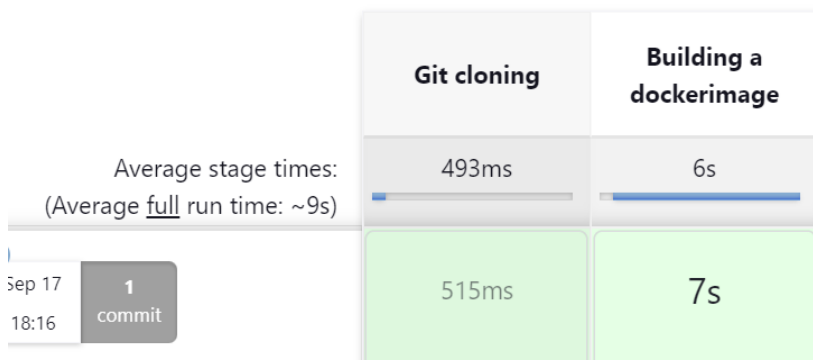 Git cloning
Building a
dockerimage
Average stage times:
493ms
6s
(Average full run time: ~9s)
Sep 17
1
18:16
commit
515ms
7s